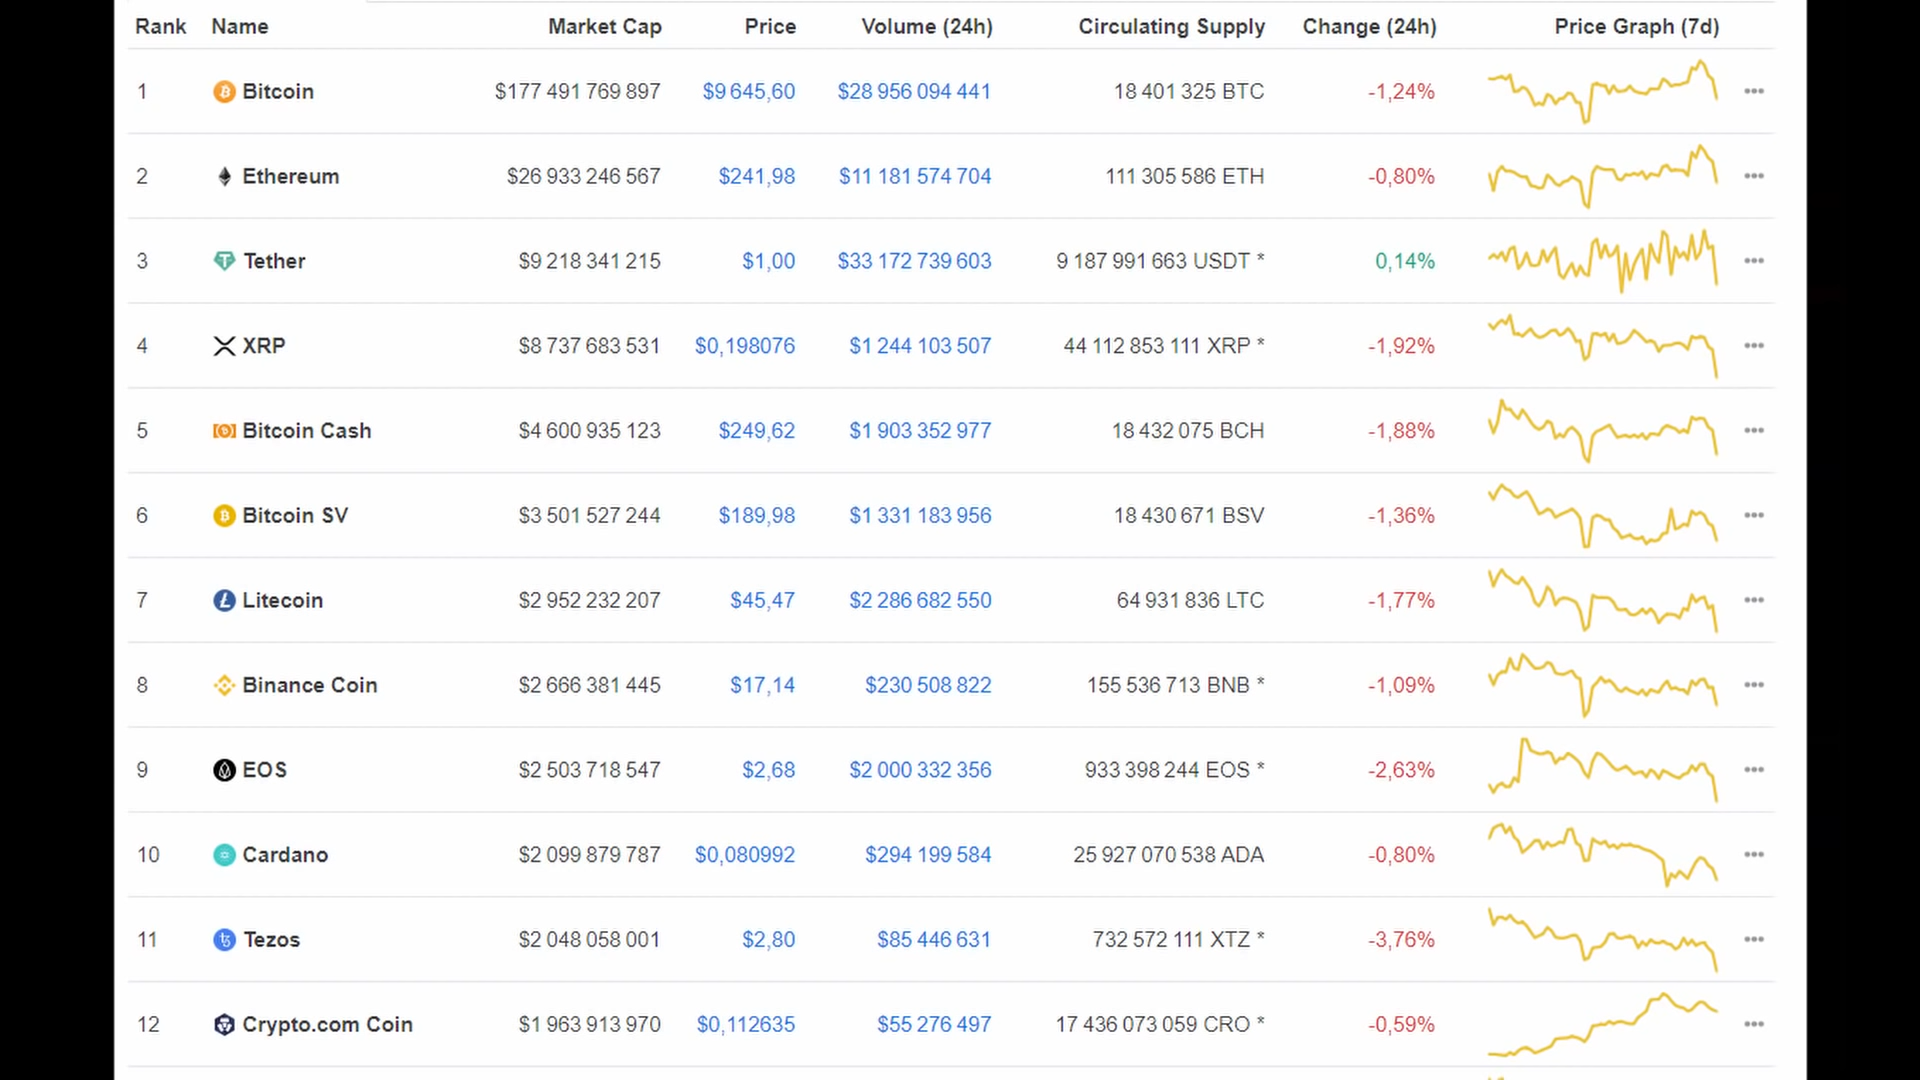 Rank Name Market Cap Price Volume (24h) Circulating Supply Change (24h) Price Graph (7d)
1 Bitcoin $177 491 769 897 $9 645,60 $28 956 094 441 18 401 325 BTC -1,24%
2 Ethereum $26 933 246 567 $241,98 $11 181 574 704 111 305 586 ETH -0,80%
3 Tether $9 218 341 215 $1,00 $33 172 739 603 9 187 991 663 USDT * 0,14%
4 XRP $8 737 683 531 $0,198076 $1 244 103 507 44 112 853 111 XRP * -1,92%
5 Bitcoin Cash $4 600 935 123 $249,62 $1 903 352 977 18 432 075 BCH -1,88%
6 Bitcoin SV $3 501 527 244 $189,98 $1 331 183 956 18 430 671 BSV -1,36%
7 Litecoin $2 952 232 207 $45,47 $2 286 682 550 64 931 836 LTC -1,77%
8 Binance Coin $2 666 381 445 $17,14 $230 508 822 155 536 713 BNB * -1,09%
9 EOS $2 503 718 547 $2,68 $2 000 332 356 933 398 244 EOS * -2,63%
10 Cardano $2 099 879 787 $0,080992 $294 199 584 25 927 070 538 ADA -0,80%
11 Tezos $2 048 058 001 $2,80 $85 446 631 732 572 111 XTZ * -3,76%
12 Crypto.com Coin $1 963 913 970 $0,112635 $55 276 497 17 436 073 059 CRO * -0,59%